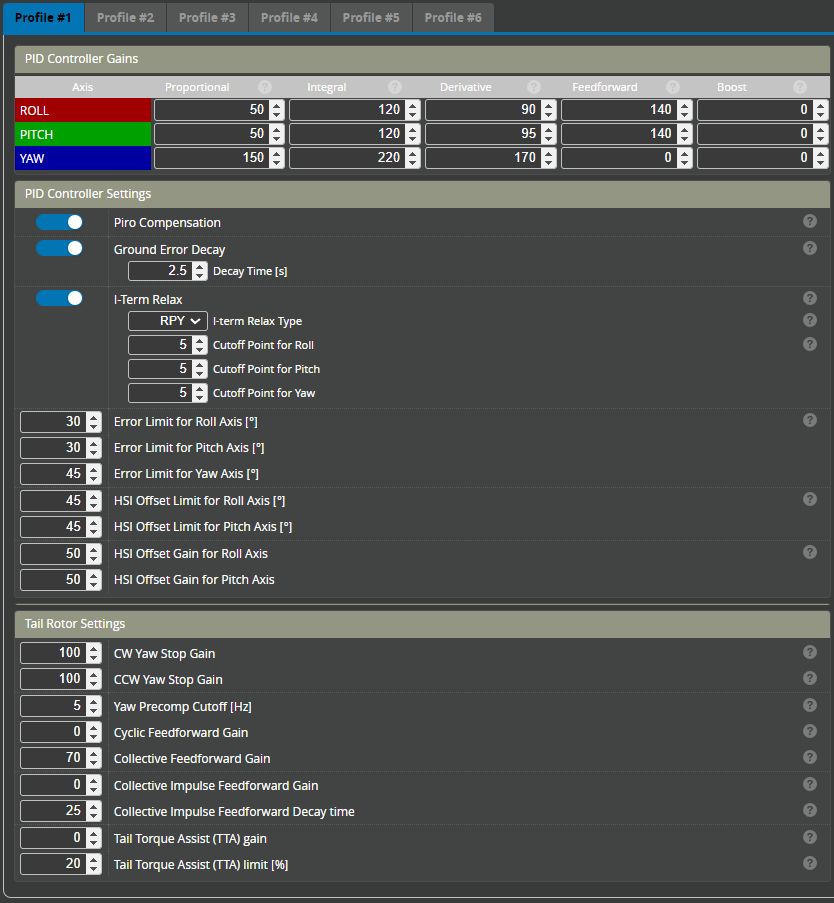 Profile #1 Profile #2 Profile #3 Profile #4 Profile #5 Profile #6
PID Controller Gains
Axis Proportional ? Integral ? Derivative ? Feedforward ? Boost ?
ROLL 50 120 90 140 0
PITCH 50 120 95 140 0
YAW 150 220 170 0 0
PID Controller Settings
Piro Compensation ?
Ground Error Decay ?
2.5 Decay Time [s]
I-Term Relax ?
RPY I-term Relax Type ?
5 Cutoff Point for Roll ?
5 Cutoff Point for Pitch
5 Cutoff Point for Yaw
30 Error Limit for Roll Axis [°] ?
30 Error Limit for Pitch Axis [°]
45 Error Limit for Yaw Axis [°]
45 HSI Offset Limit for Roll Axis [°] ?
45 HSI Offset Limit for Pitch Axis [°]
50 HSI Offset Gain for Roll Axis ?
50 HSI Offset Gain for Pitch Axis
Tail Rotor Settings
100 CW Yaw Stop Gain ?
100 CCW Yaw Stop Gain ?
5 Yaw Precomp Cutoff [Hz] ?
0 Cyclic Feedforward Gain ?
70 Collective Feedforward Gain ?
0 Collective Impulse Feedforward Gain ?
25 Collective Impulse Feedforward Decay time ?
0 Tail Torque Assist (TTA) gain ?
20 Tail Torque Assist (TTA) limit [%] ?